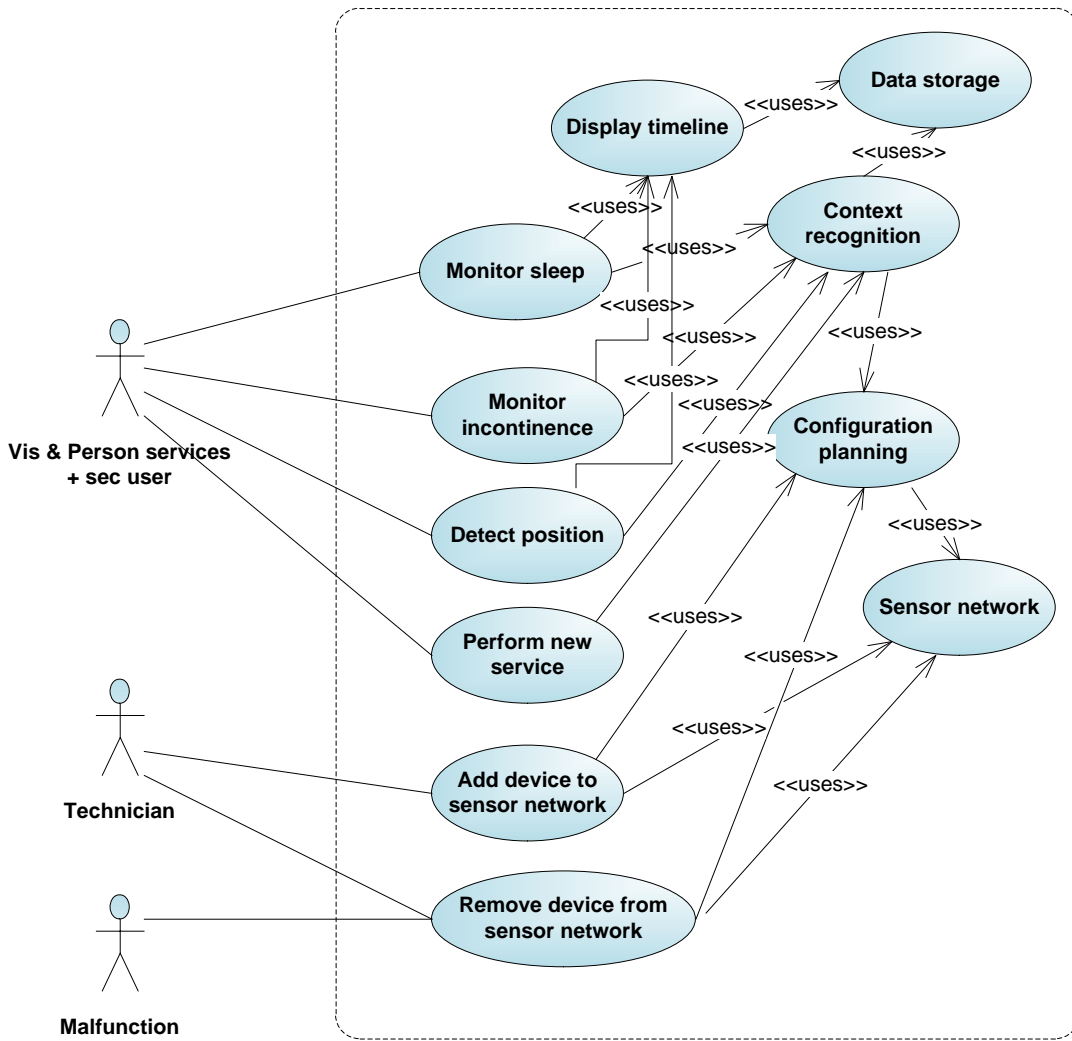 Data storage
<<uses>>
Display timeline
<<uses>>
<<uses>>
Context
recognition
<<uses>>
Monitor sleep
<<uses>>
<<uses>>
<<uses>>
<<uses>>
Monitor
incontinence
<<uses>>
Configuration
planning
<<uses>>
Vis & Person services
+ sec user
Detect position
<<uses>>
Sensor network
<<uses>>
Perform new
service
<<uses>>
<<uses>>
Technician
Add device to
sensor network
<<uses>>
Remove device from
sensor network
Malfunction